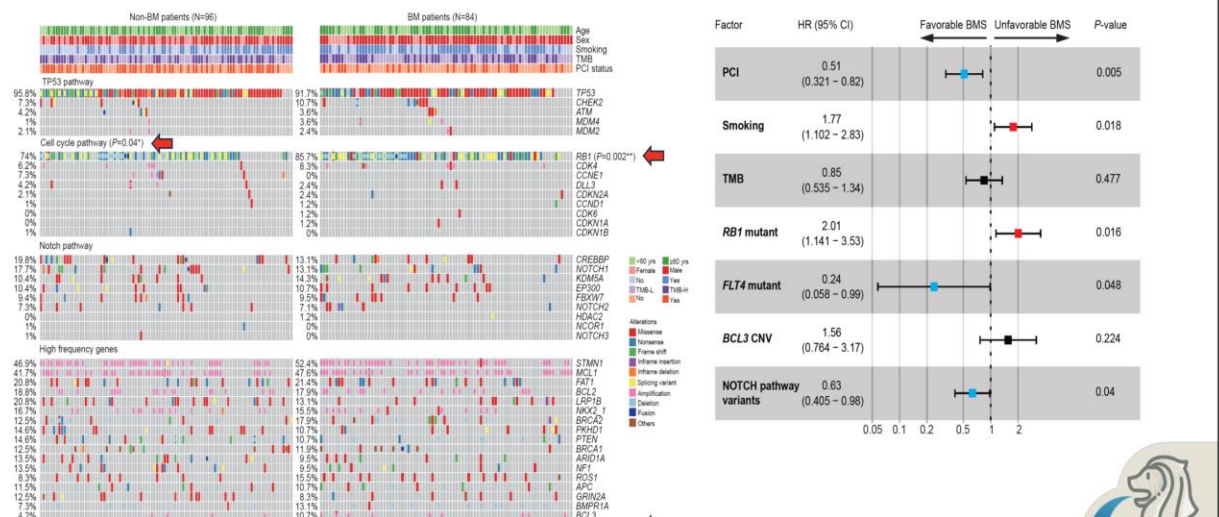 Non-BM patients (N=96)
BM patients (N=84)
Age
Sex
Smoking
TMB
PCI status
TP53 pathway
95.8% 91.7% TP53
7.3% 10.7% CHEK2
4.2% 3.6% ATM
1% 3.6% MDM4
2.1% 2.4% MDM2
Cell cycle pathway (P=0.04*)
74% 85.7% RB1 (P=0.002**)
6.2% 8.3% CDK4
7.3% 0% CCNE1
4.2% 2.4% DLL3
2.1% 2.4% CDKN2A
1% 1.2% CCND1
0% 1.2% CDK6
0% 1.2% CDKN1A
1% 0% CDKN1B
Notch pathway
19.8% 13.1% CREBBP
17.7% 13.1% NOTCH1
10.4% 14.3% KDM5A
10.4% 10.7% EP300
9.4% 9.5% FBXW7
7.3% 7.1% NOTCH2
0% 1.2% HDAC2
1% 0% NCOR1
1% 0% NOTCH3
High frequency genes
46.9% 52.4% STMN1
41.7% 47.6% MCL1
20.8% 21.4% FAT1
18.8% 17.9% BCL2
20.8% 13.1% LRP1B
16.7% 15.5% NKX2_1
12.5% 17.9% BRCA2
14.6% 10.7% PKHD1
14.6% 10.7% PTEN
12.5% 11.9% BRCA1
13.5% 9.5% ARID1A
13.5% 9.5% NF1
8.3% 15.5% ROS1
11.5% 10.7% APC
12.5% 8.3% GRIN2A
7.3% 13.1% BMPR1A
4.2% 10.7% BCL3
<60 yrs ≥60 yrs
Female Male
No Yes
TMB-L TMB-H
No Yes
Alterations
Missense
Nonsense
Frame shift
Inframe insertion
Inframe deletion
Splicing variant
Amplification
Deletion
Fusion
Others
Factor HR (95% CI) Favorable BMS Unfavorable BMS P-value
PCI 0.51 (0.321 – 0.82) 0.005
Smoking 1.77 (1.102 – 2.83) 0.018
TMB 0.85 (0.535 – 1.34) 0.477
RB1 mutant 2.01 (1.141 – 3.53) 0.016
FLT4 mutant 0.24 (0.058 – 0.99) 0.048
BCL3 CNV 1.56 (0.764 – 3.17) 0.224
NOTCH pathway variants 0.63 (0.405 – 0.98) 0.04
0.05 0.1 0.2 0.5 1 2